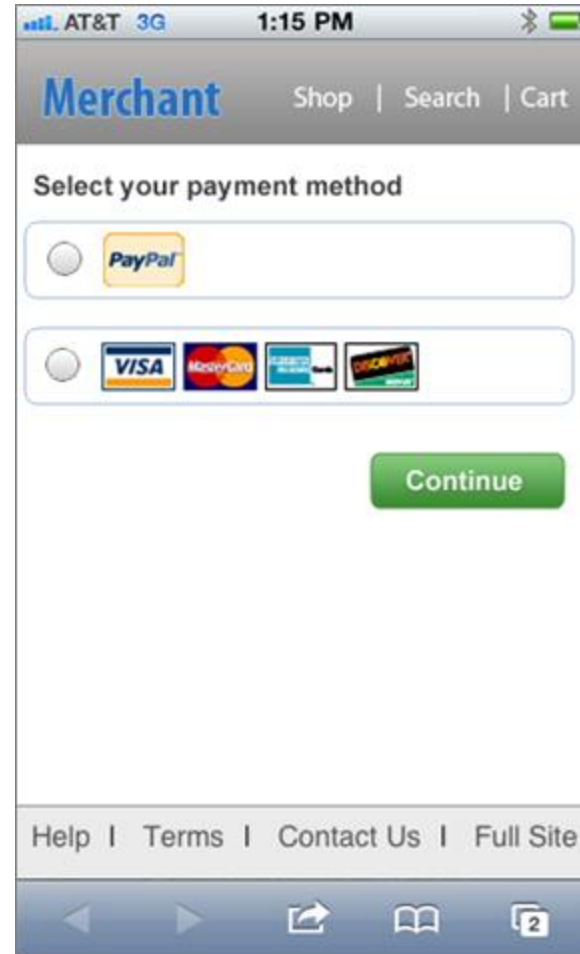 AT&T 3G 1:15 PM
Merchant Shop | Search | Cart
Select your payment method
PayPal
VISA MasterCard DISCOVER
Continue
Help | Terms | Contact Us | Full Site
2